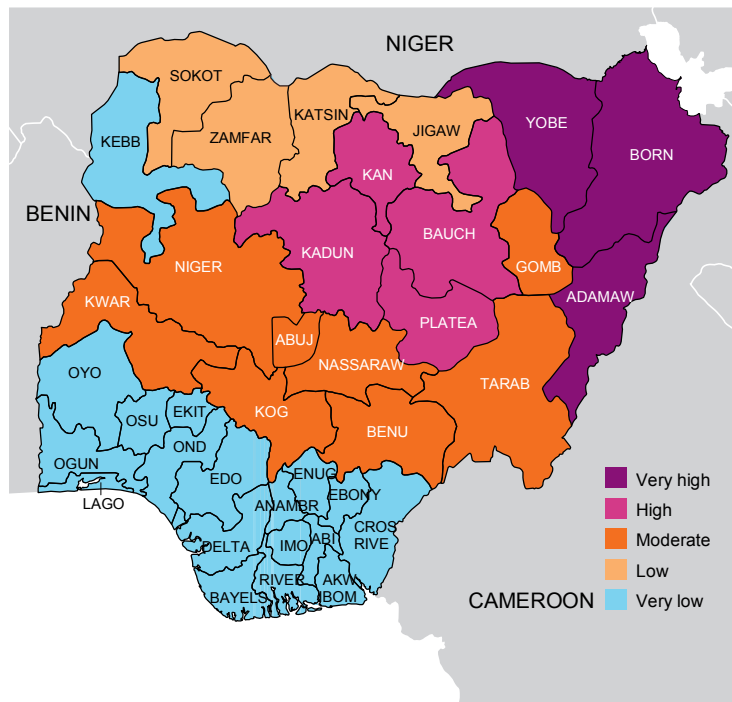 NIGER
SOKOT
YOBE
KATSIN
JIGAW
ZAMFAR
KEBB
BORN
KAN
BENIN
BAUCH
KADUN
GOMB
NIGER
ADAMAW
KWAR
PLATEA
ABUJ
NASSARAW
TARAB
OYO
EKIT
KOG
OSU
BENU
OND
OGUN
EDO
ENUG
EBONY
LAGO
ANAMBR
CROS
RIVE
DELTA
IMO
ABI
RIVER
AKW
IBOM
BAYELS
CAMEROON
Very high
High
Moderate
Low
Very low